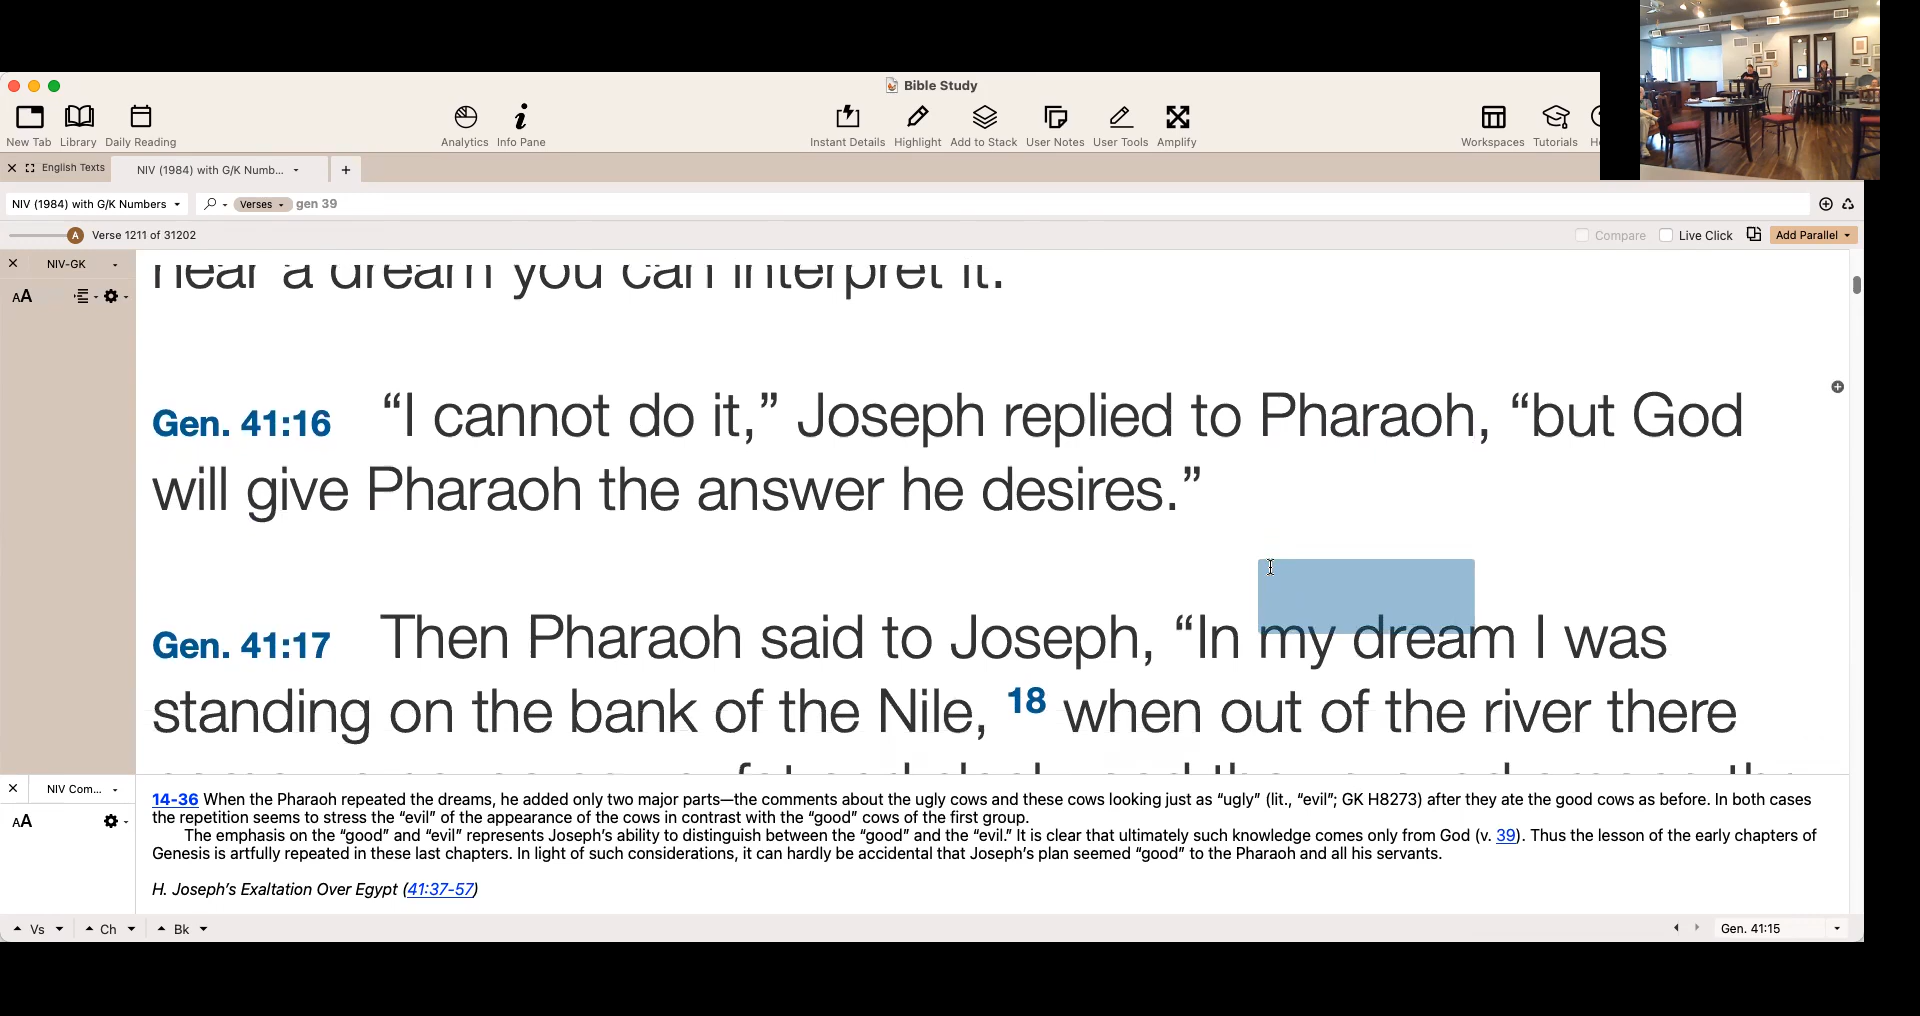 Bible Study
New Tab Library Daily Reading Analytics Info Pane Instant Details Highlight Add to Stack User Notes User Tools Amplify Workspaces Tutorials
English Texts NIV (1984) with G/K Numb...
NIV (1984) with G/K Numbers Verses gen 39
A Verse 1211 of 31202 Compare Live Click Add Parallel
NIV-GK
AA
hear a dream you can interpret it.
Gen. 41:16 “I cannot do it,” Joseph replied to Pharaoh, “but God
will give Pharaoh the answer he desires.”
Gen. 41:17 Then Pharaoh said to Joseph, “In my dream I was
standing on the bank of the Nile, 18 when out of the river there
NIV Com...
AA
14-36 When the Pharaoh repeated the dreams, he added only two major parts—the comments about the ugly cows and these cows looking just as “ugly” (lit., “evil”; GK H8273) after they ate the good cows as before. In both cases
the repetition seems to stress the “evil” of the appearance of the cows in contrast with the “good” cows of the first group.
The emphasis on the “good” and “evil” represents Joseph’s ability to distinguish between the “good” and the “evil.” It is clear that ultimately such knowledge comes only from God (v. 39). Thus the lesson of the early chapters of
Genesis is artfully repeated in these last chapters. In light of such considerations, it can hardly be accidental that Joseph’s plan seemed “good” to the Pharaoh and all his servants.
H. Joseph’s Exaltation Over Egypt (41:37-57)
Vs Ch Bk Gen. 41:15